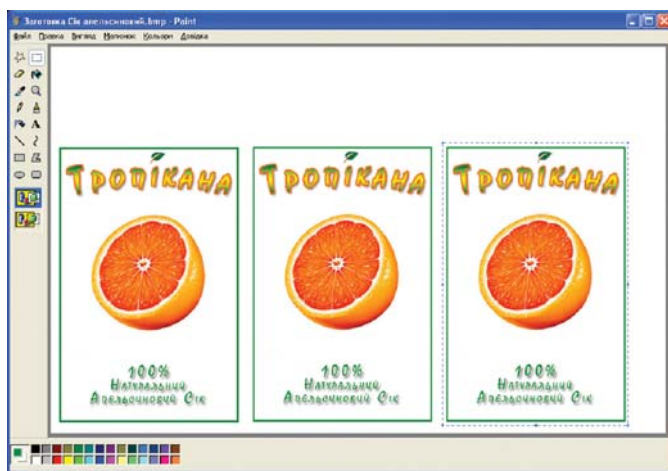 Заготовка Сік апельсиновий.bmp - Paint
Файл Правка Вигляд Малюнок Кольори Довідка
A
Тропікана Тропікана Тропікана
100% 100% 100%
Натуральний Натуральний Натуральний
Апельсиновий Сік Апельсиновий Сік Апельсиновий Сік